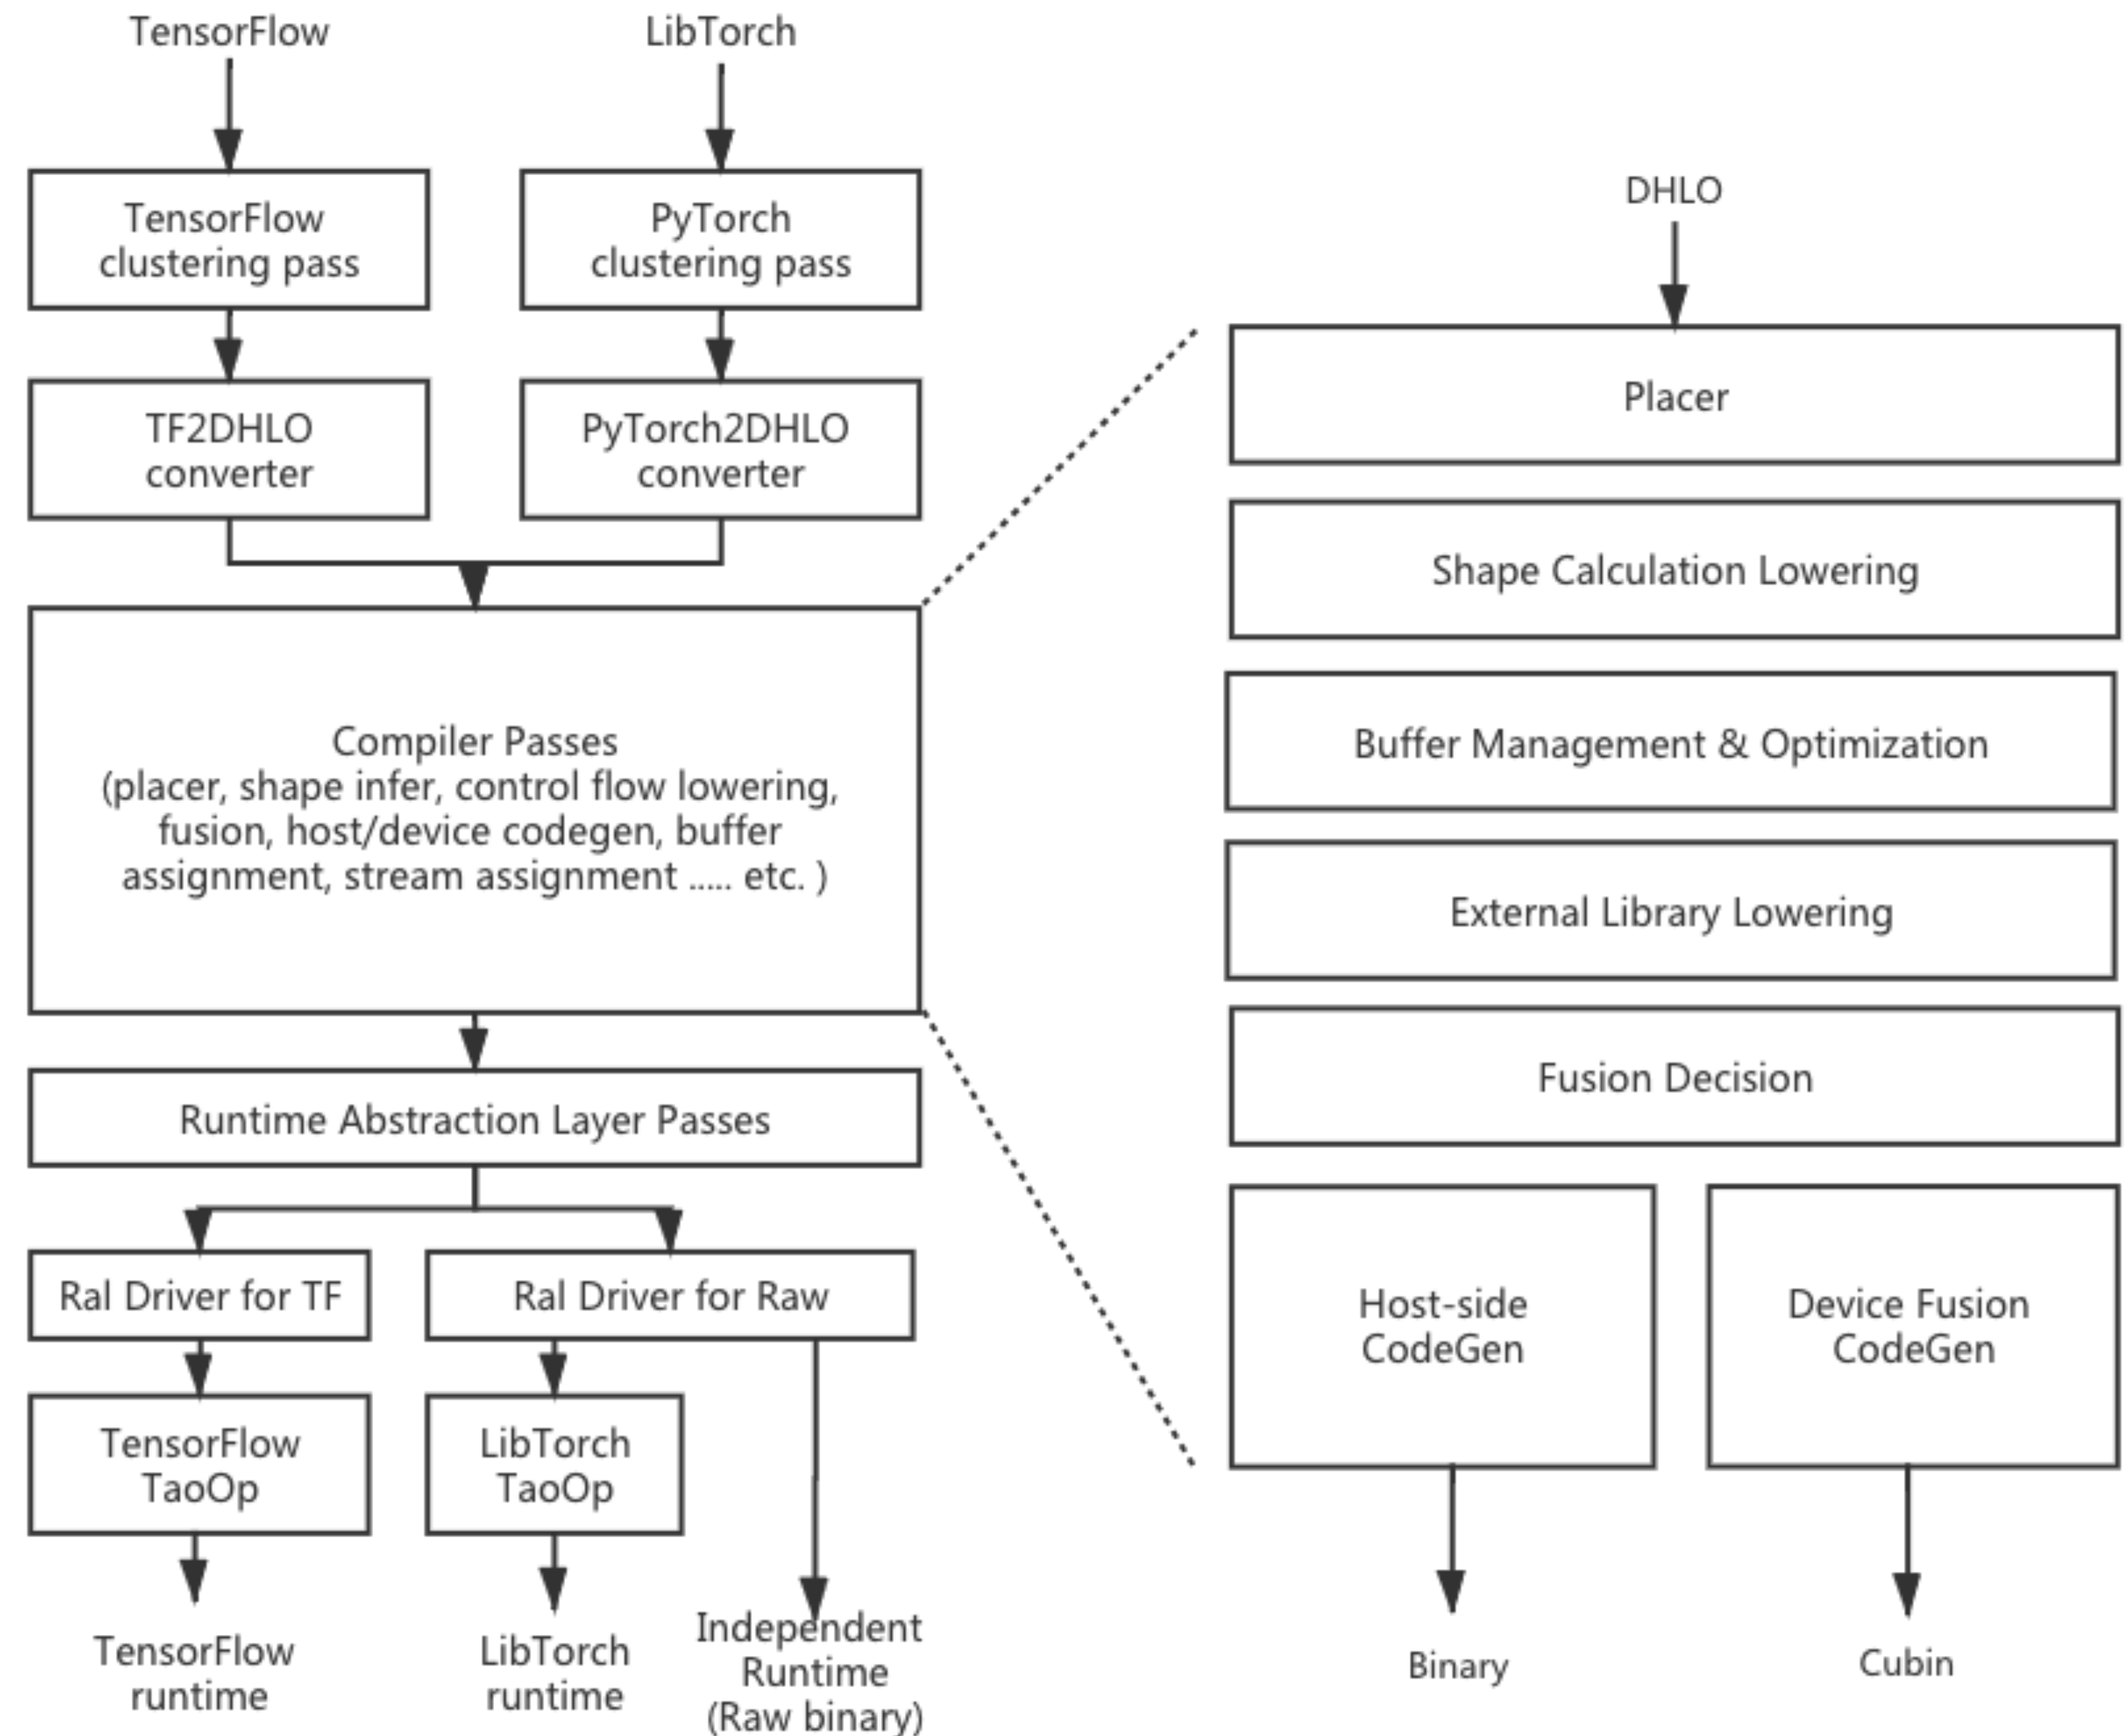 TensorFlow
LibTorch
TensorFlow
clustering pass
PyTorch
clustering pass
TF2DHLO
converter
PyTorch2DHLO
converter
Compiler Passes
(placer, shape infer, control flow lowering,
fusion, host/device codegen, buffer
assignment, stream assignment ..... etc. )
Runtime Abstraction Layer Passes
Ral Driver for TF
Ral Driver for Raw
TensorFlow
TaoOp
LibTorch
TaoOp
TensorFlow
runtime
LibTorch
runtime
Independent
Runtime
(Raw binary)
DHLO
Placer
Shape Calculation Lowering
Buffer Management & Optimization
External Library Lowering
Fusion Decision
Host-side
CodeGen
Device Fusion
CodeGen
Binary
Cubin